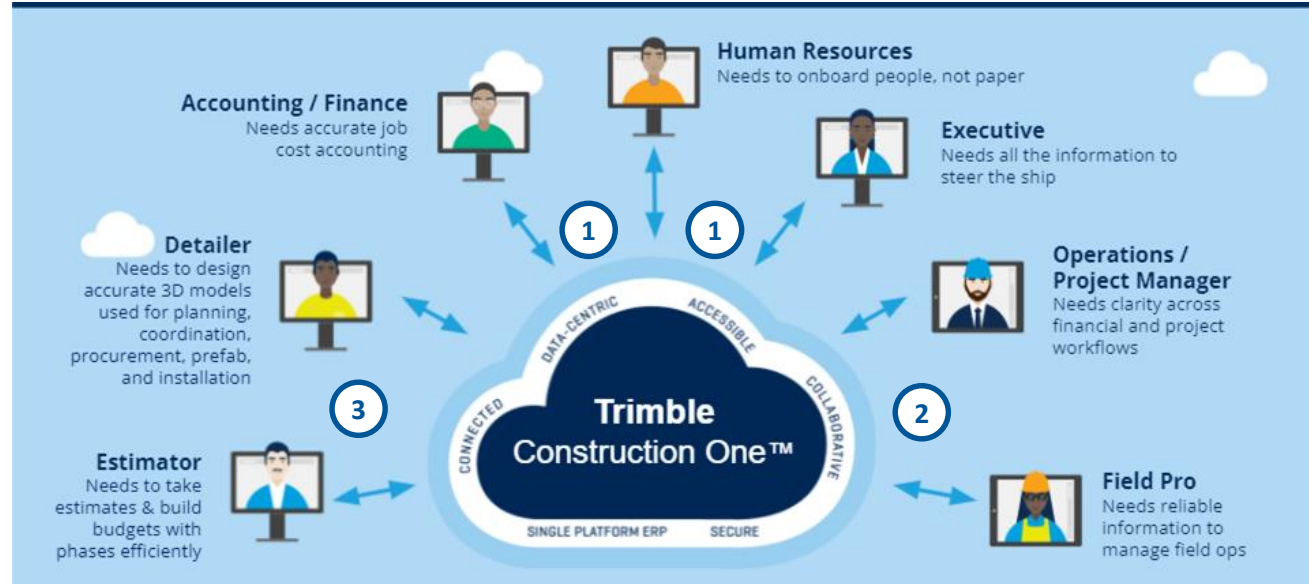 Human Resources
Needs to onboard people, not paper
Accounting / Finance
Needs accurate job
cost accounting
Executive
Needs all the information to
steer the ship
1
1
Detailer
Needs to design
accurate 3D models
used for planning,
coordination,
procurement, prefab,
and installation
Operations /
Project Manager
Needs clarity across
financial and project
workflows
DATA-CENTRIC
ACCESSIBLE
CONNECTED
COLLABORATIVE
3
2
Trimble
Construction One™
Estimator
Needs to take
estimates & build
budgets with
phases efficiently
Field Pro
Needs reliable
information to
manage field ops
SINGLE PLATFORM ERP
SECURE